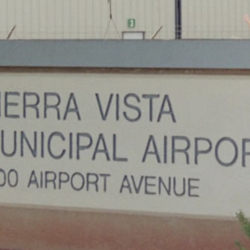 IERRA VISTA
UNICIPAL AIRPOR
00 AIRPORT AVENUE